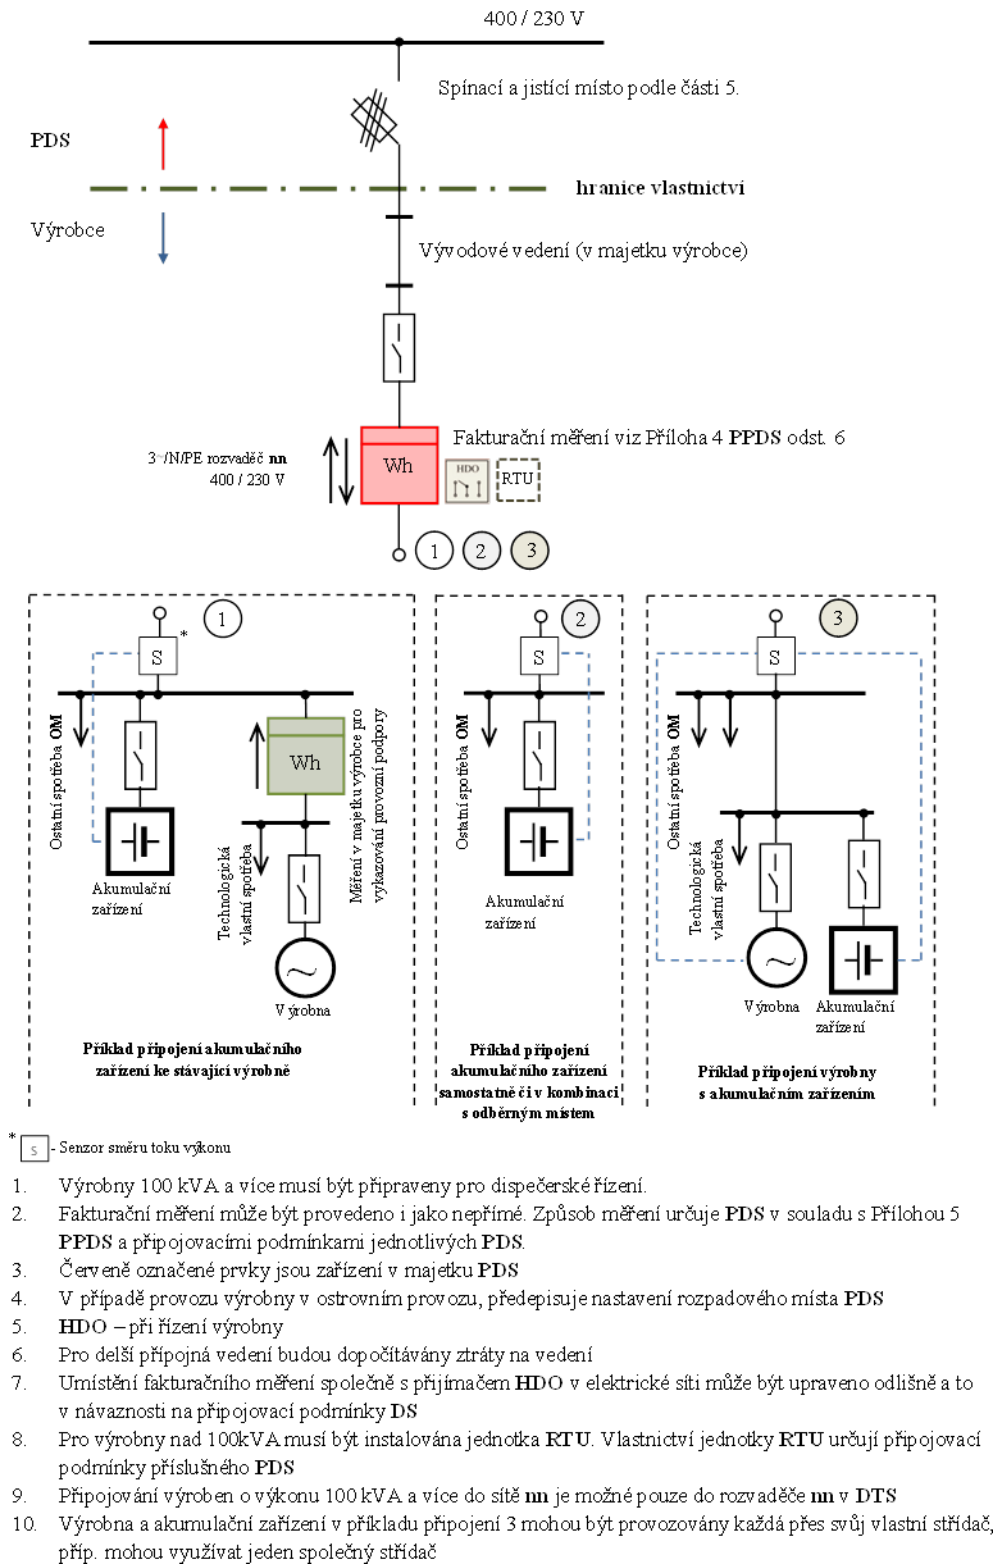 400 / 230 V
Spínací a jistící místo podle části 5.
PDS
hranice vlastnictví
Výrobce
Vývodové vedení (v majetku výrobce)
Fakturační měření viz Příloha 4 PPDS odst. 6
3~/N/PE rozvaděč nn
400 / 230 V
Wh
HDO
RTU
1
2
3
1
S
*
Ostatní spotřeba OM
Wh
Měření v majetku výrobce pro
vykazování provozní podpory
Technologická
vlastní spotřeba
Akumulační
zařízení
Výrobna
Příklad připojení akumulačního
zařízení ke stávající výrobně
2
S
Ostatní spotřeba OM
Akumulační
zařízení
Příklad připojení
akumulačního zařízení
samostatně či v kombinaci
s odběrným místem
3
S
Ostatní spotřeba OM
Technologická
vlastní spotřeba
Výrobna
Akumulační
zařízení
Příklad připojení výrobny
s akumulačním zařízením
* S - Senzor směru toku výkonu
1. Výrobny 100 kVA a více musí být připraveny pro dispečerské řízení.
2. Fakturační měření může být provedeno i jako nepřímé. Způsob měření určuje PDS v souladu s Přílohou 5
PPDS a připojovacími podmínkami jednotlivých PDS.
3. Červeně označené prvky jsou zařízení v majetku PDS
4. V případě provozu výrobny v ostrovním provozu, předepisuje nastavení rozpadového místa PDS
5. HDO – při řízení výrobny
6. Pro delší přípojná vedení budou dopočítávány ztráty na vedení
7. Umístění fakturačního měření společně s přijímačem HDO v elektrické síti může být upraveno odlišně a to
v návaznosti na připojovací podmínky DS
8. Pro výrobny nad 100kVA musí být instalována jednotka RTU. Vlastnictví jednotky RTU určují připojovací
podmínky příslušného PDS
9. Připojování výroben o výkonu 100 kVA a více do sítě nn je možné pouze do rozvaděče nn v DTS
10. Výrobna a akumulační zařízení v příkladu připojení 3 mohou být provozovány každá přes svůj vlastní střídač,
příp. mohou využívat jeden společný střídač